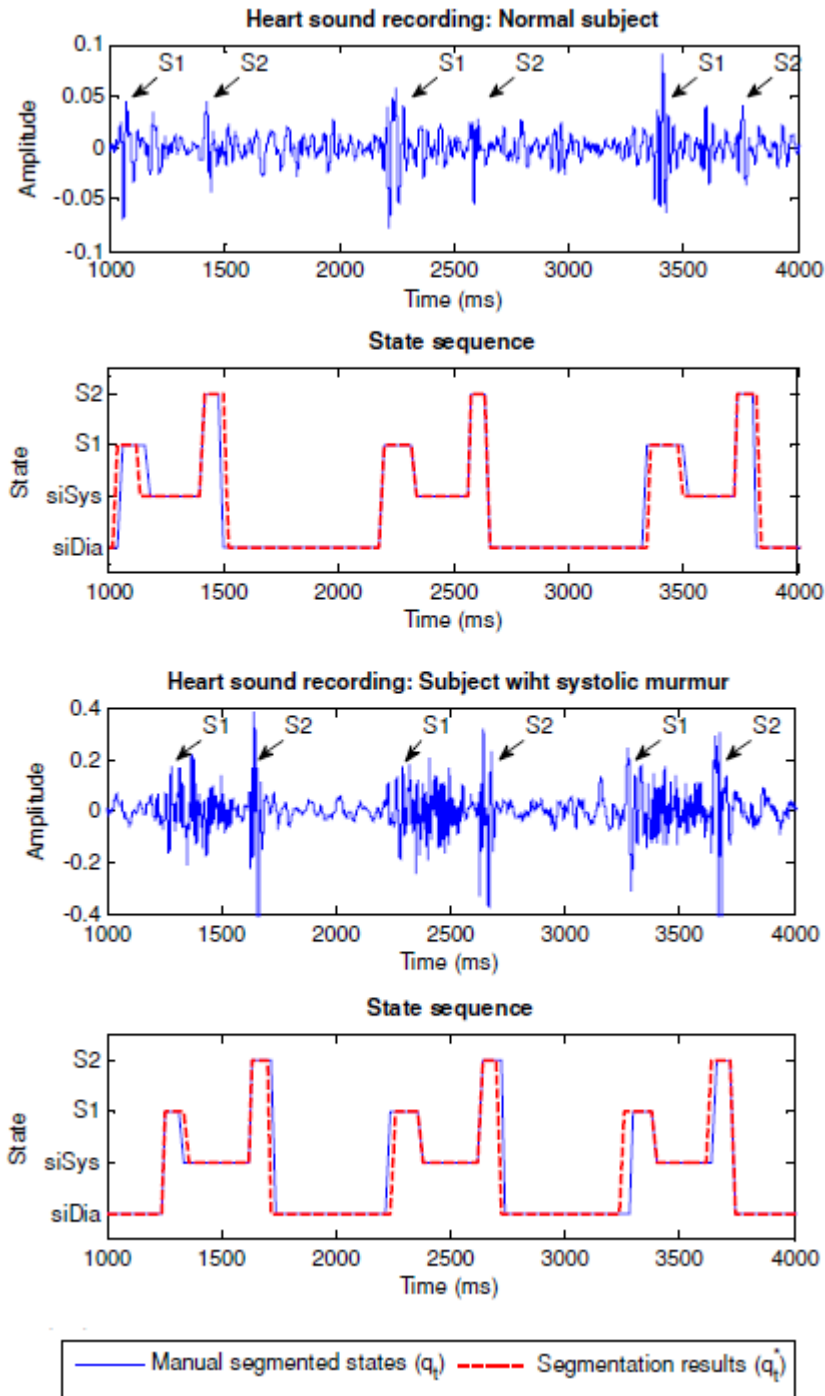 Heart sound recording: Normal subject
0.1
0.05
0
-0.05
-0.1
Amplitude
S1
S2
S1
S2
S1
S2
1000 1500 2000 2500 3000 3500 4000
Time (ms)
State sequence
S2
S1
siSys
siDia
State
1000 1500 2000 2500 3000 3500 4000
Time (ms)
Heart sound recording: Subject wiht systolic murmur
0.4
0.2
0
-0.2
-0.4
Amplitude
S1
S2
S1
S2
S1
S2
1000 1500 2000 2500 3000 3500 4000
Time (ms)
State sequence
S2
S1
siSys
siDia
State
1000 1500 2000 2500 3000 3500 4000
Time (ms)
Manual segmented states (q_t) Segmentation results (q_t^*)